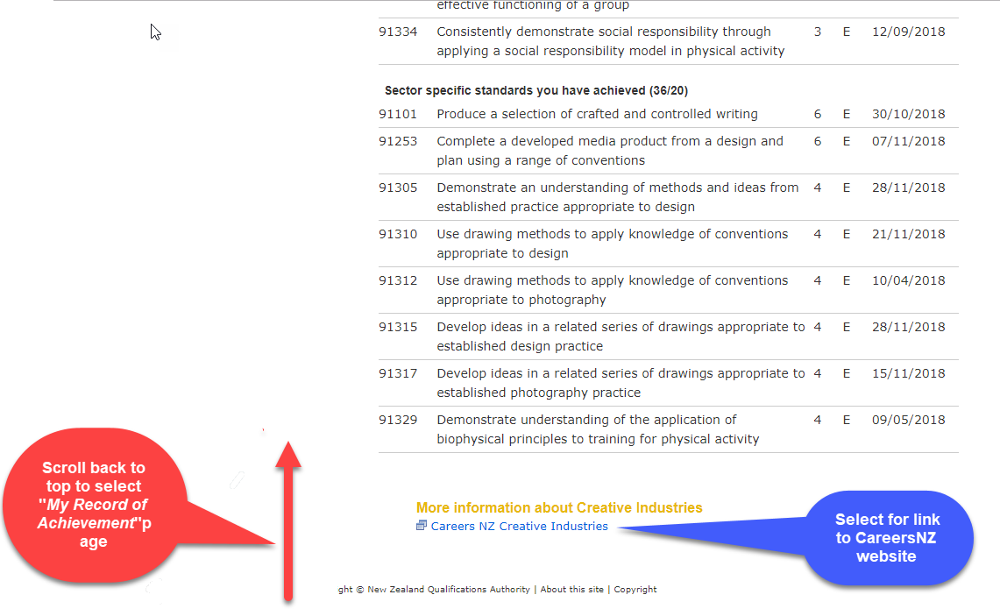 effective functioning of a group
91334 Consistently demonstrate social responsibility through 3 E 12/09/2018
applying a social responsibility model in physical activity
Sector specific standards you have achieved (36/20)
91101 Produce a selection of crafted and controlled writing 6 E 30/10/2018
91253 Complete a developed media product from a design and 6 E 07/11/2018
plan using a range of conventions
91305 Demonstrate an understanding of methods and ideas from 4 E 28/11/2018
established practice appropriate to design
91310 Use drawing methods to apply knowledge of conventions 4 E 21/11/2018
appropriate to design
91312 Use drawing methods to apply knowledge of conventions 4 E 10/04/2018
appropriate to photography
91315 Develop ideas in a related series of drawings appropriate to 4 E 28/11/2018
established design practice
91317 Develop ideas in a related series of drawings appropriate to 4 E 15/11/2018
established photography practice
91329 Demonstrate understanding of the application of 4 E 09/05/2018
biophysical principles to training for physical activity
Scroll back to
top to select
"My Record of
Achievement"p
age
More information about Creative Industries
Careers NZ Creative Industries
Select for link
to CareersNZ
website
ght © New Zealand Qualifications Authority | About this site | Copyright